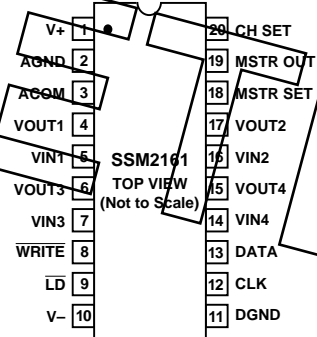 V+ 1
AGND 2
ACOM 3
VOUT1 4
VIN1 5
VOUT3 6
VIN3 7
WRITE 8
LD 9
V– 10
SSM2161
TOP VIEW
(Not to Scale)
20 CH SET
19 MSTR OUT
18 MSTR SET
17 VOUT2
16 VIN2
15 VOUT4
14 VIN4
13 DATA
12 CLK
11 DGND